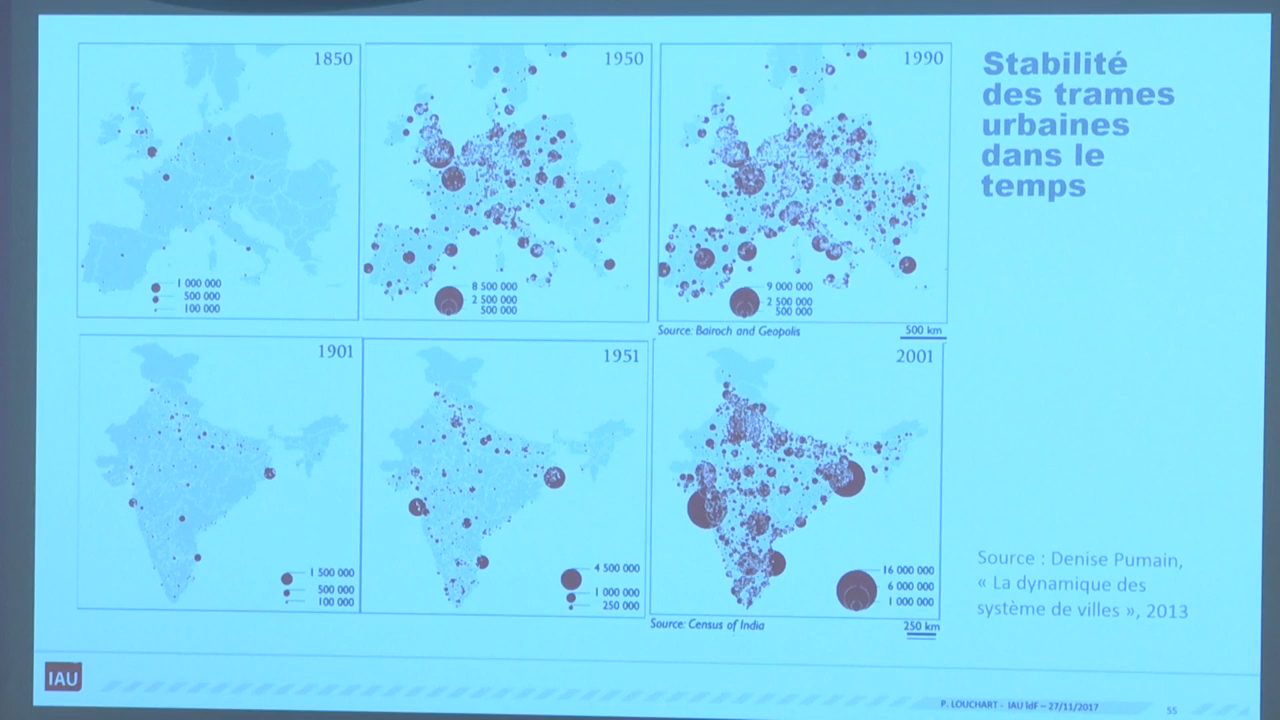 Stabilité
des trames
urbaines
dans le
temps
1850
1 000 000
500 000
100 000
1950
8 500 000
2 500 000
500 000
1990
9 000 000
2 500 000
500 000
Source: Bairoch and Geopolis
500 km
1901
1 500 000
500 000
100 000
1951
4 500 000
1 000 000
250 000
2001
16 000 000
6 000 000
1 000 000
Source: Census of India
250 km
Source : Denise Pumain,
« La dynamique des
système de villes », 2013
IAU
P. LOUCHART - IAU îdF – 27/11/2017
55